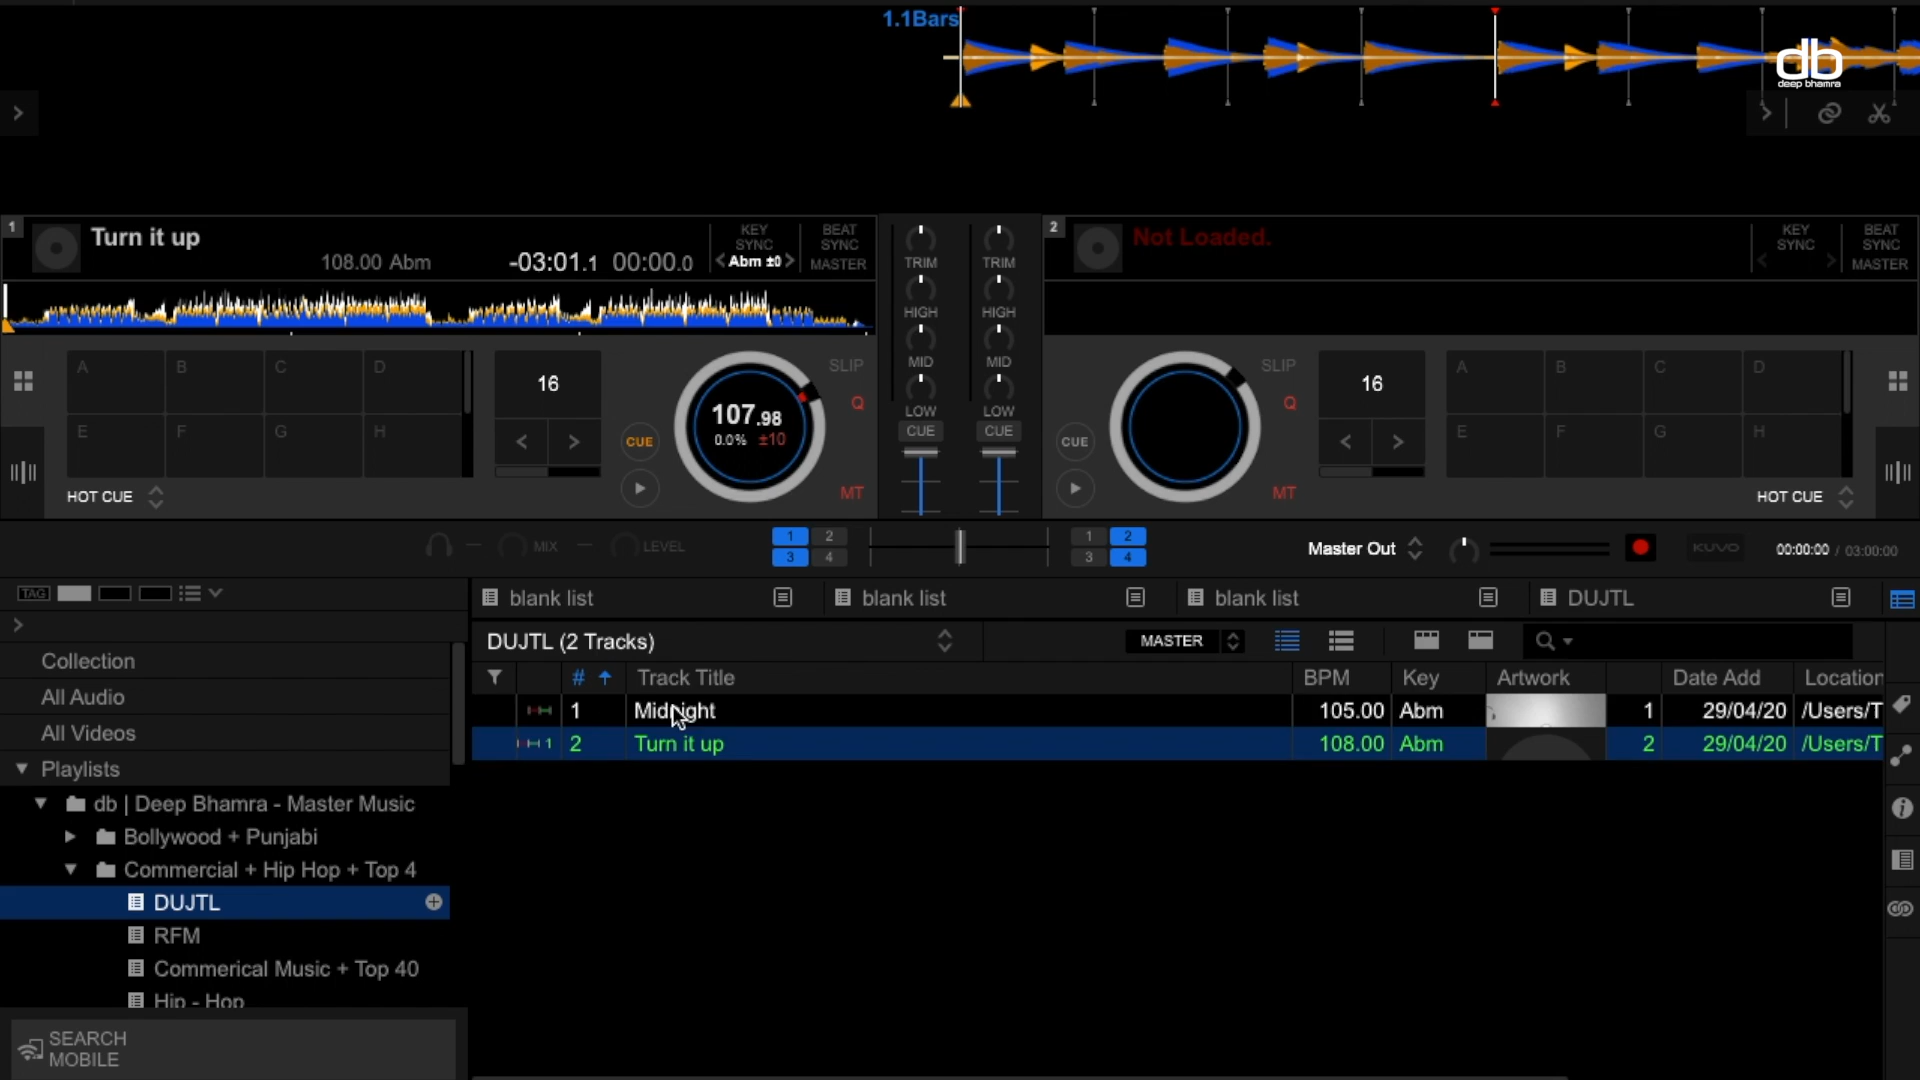 1.1Bars
db
deep bhamra
1
Turn it up
108.00 Abm
-03:01.1 00:00.0
KEY SYNC
Abm ±0
BEAT SYNC
MASTER
TRIM
HIGH
MID
LOW
CUE
TRIM
HIGH
MID
LOW
CUE
2
Not Loaded.
KEY SYNC
BEAT SYNC
MASTER
A B C D
E F G H
HOT CUE
16
CUE
107.98
0.0% ±10
SLIP
Q
MT
CUE
SLIP
Q
MT
16
A B C D
E F G H
HOT CUE
MIX
LEVEL
1 2
3 4
1 2
3 4
Master Out
KUVO
00:00:00 / 03:00:00
TAG
blank list
blank list
blank list
DUJTL
DUJTL (2 Tracks)
MASTER
# Track Title BPM Key Artwork Date Add Location
1 Midnight 105.00 Abm 1 29/04/20 /Users/T
1 2 Turn it up 108.00 Abm 2 29/04/20 /Users/T
Collection
All Audio
All Videos
Playlists
db | Deep Bhamra - Master Music
Bollywood + Punjabi
Commercial + Hip Hop + Top 4
DUJTL
RFM
Commerical Music + Top 40
Hip - Hop
SEARCH
MOBILE